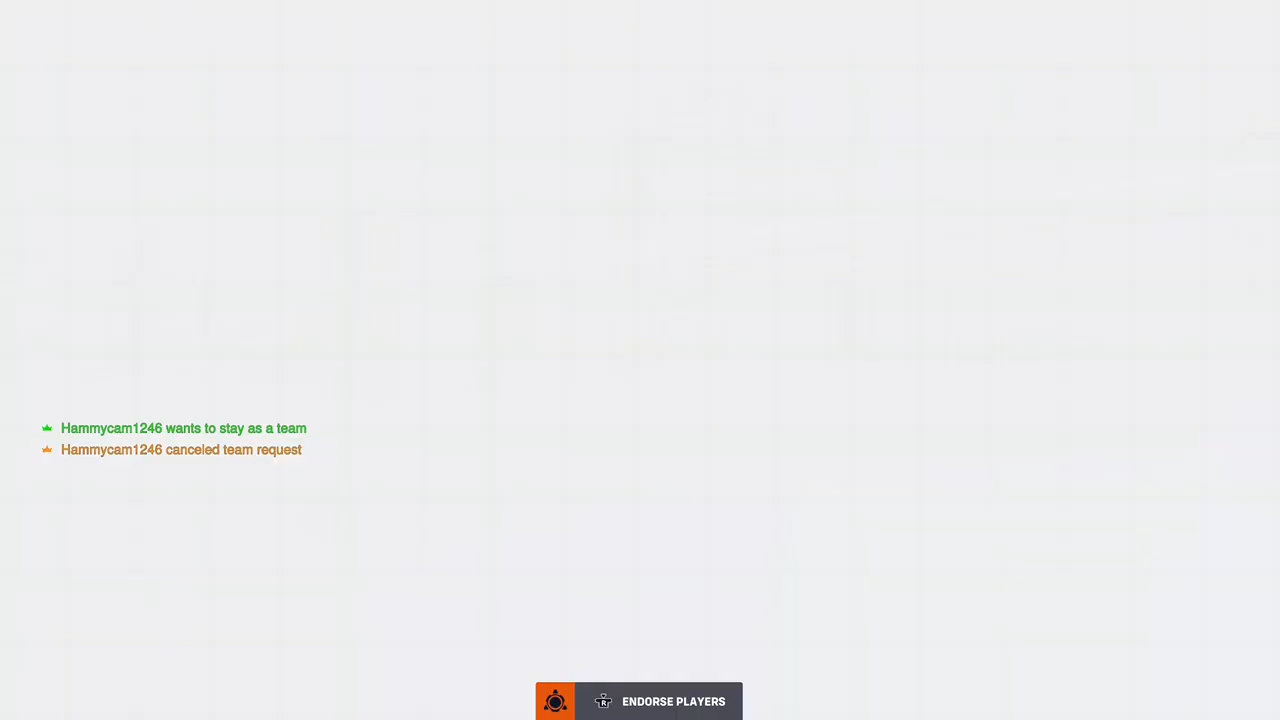 Hammycam1246 wants to stay as a team
Hammycam1246 canceled team request
R ENDORSE PLAYERS